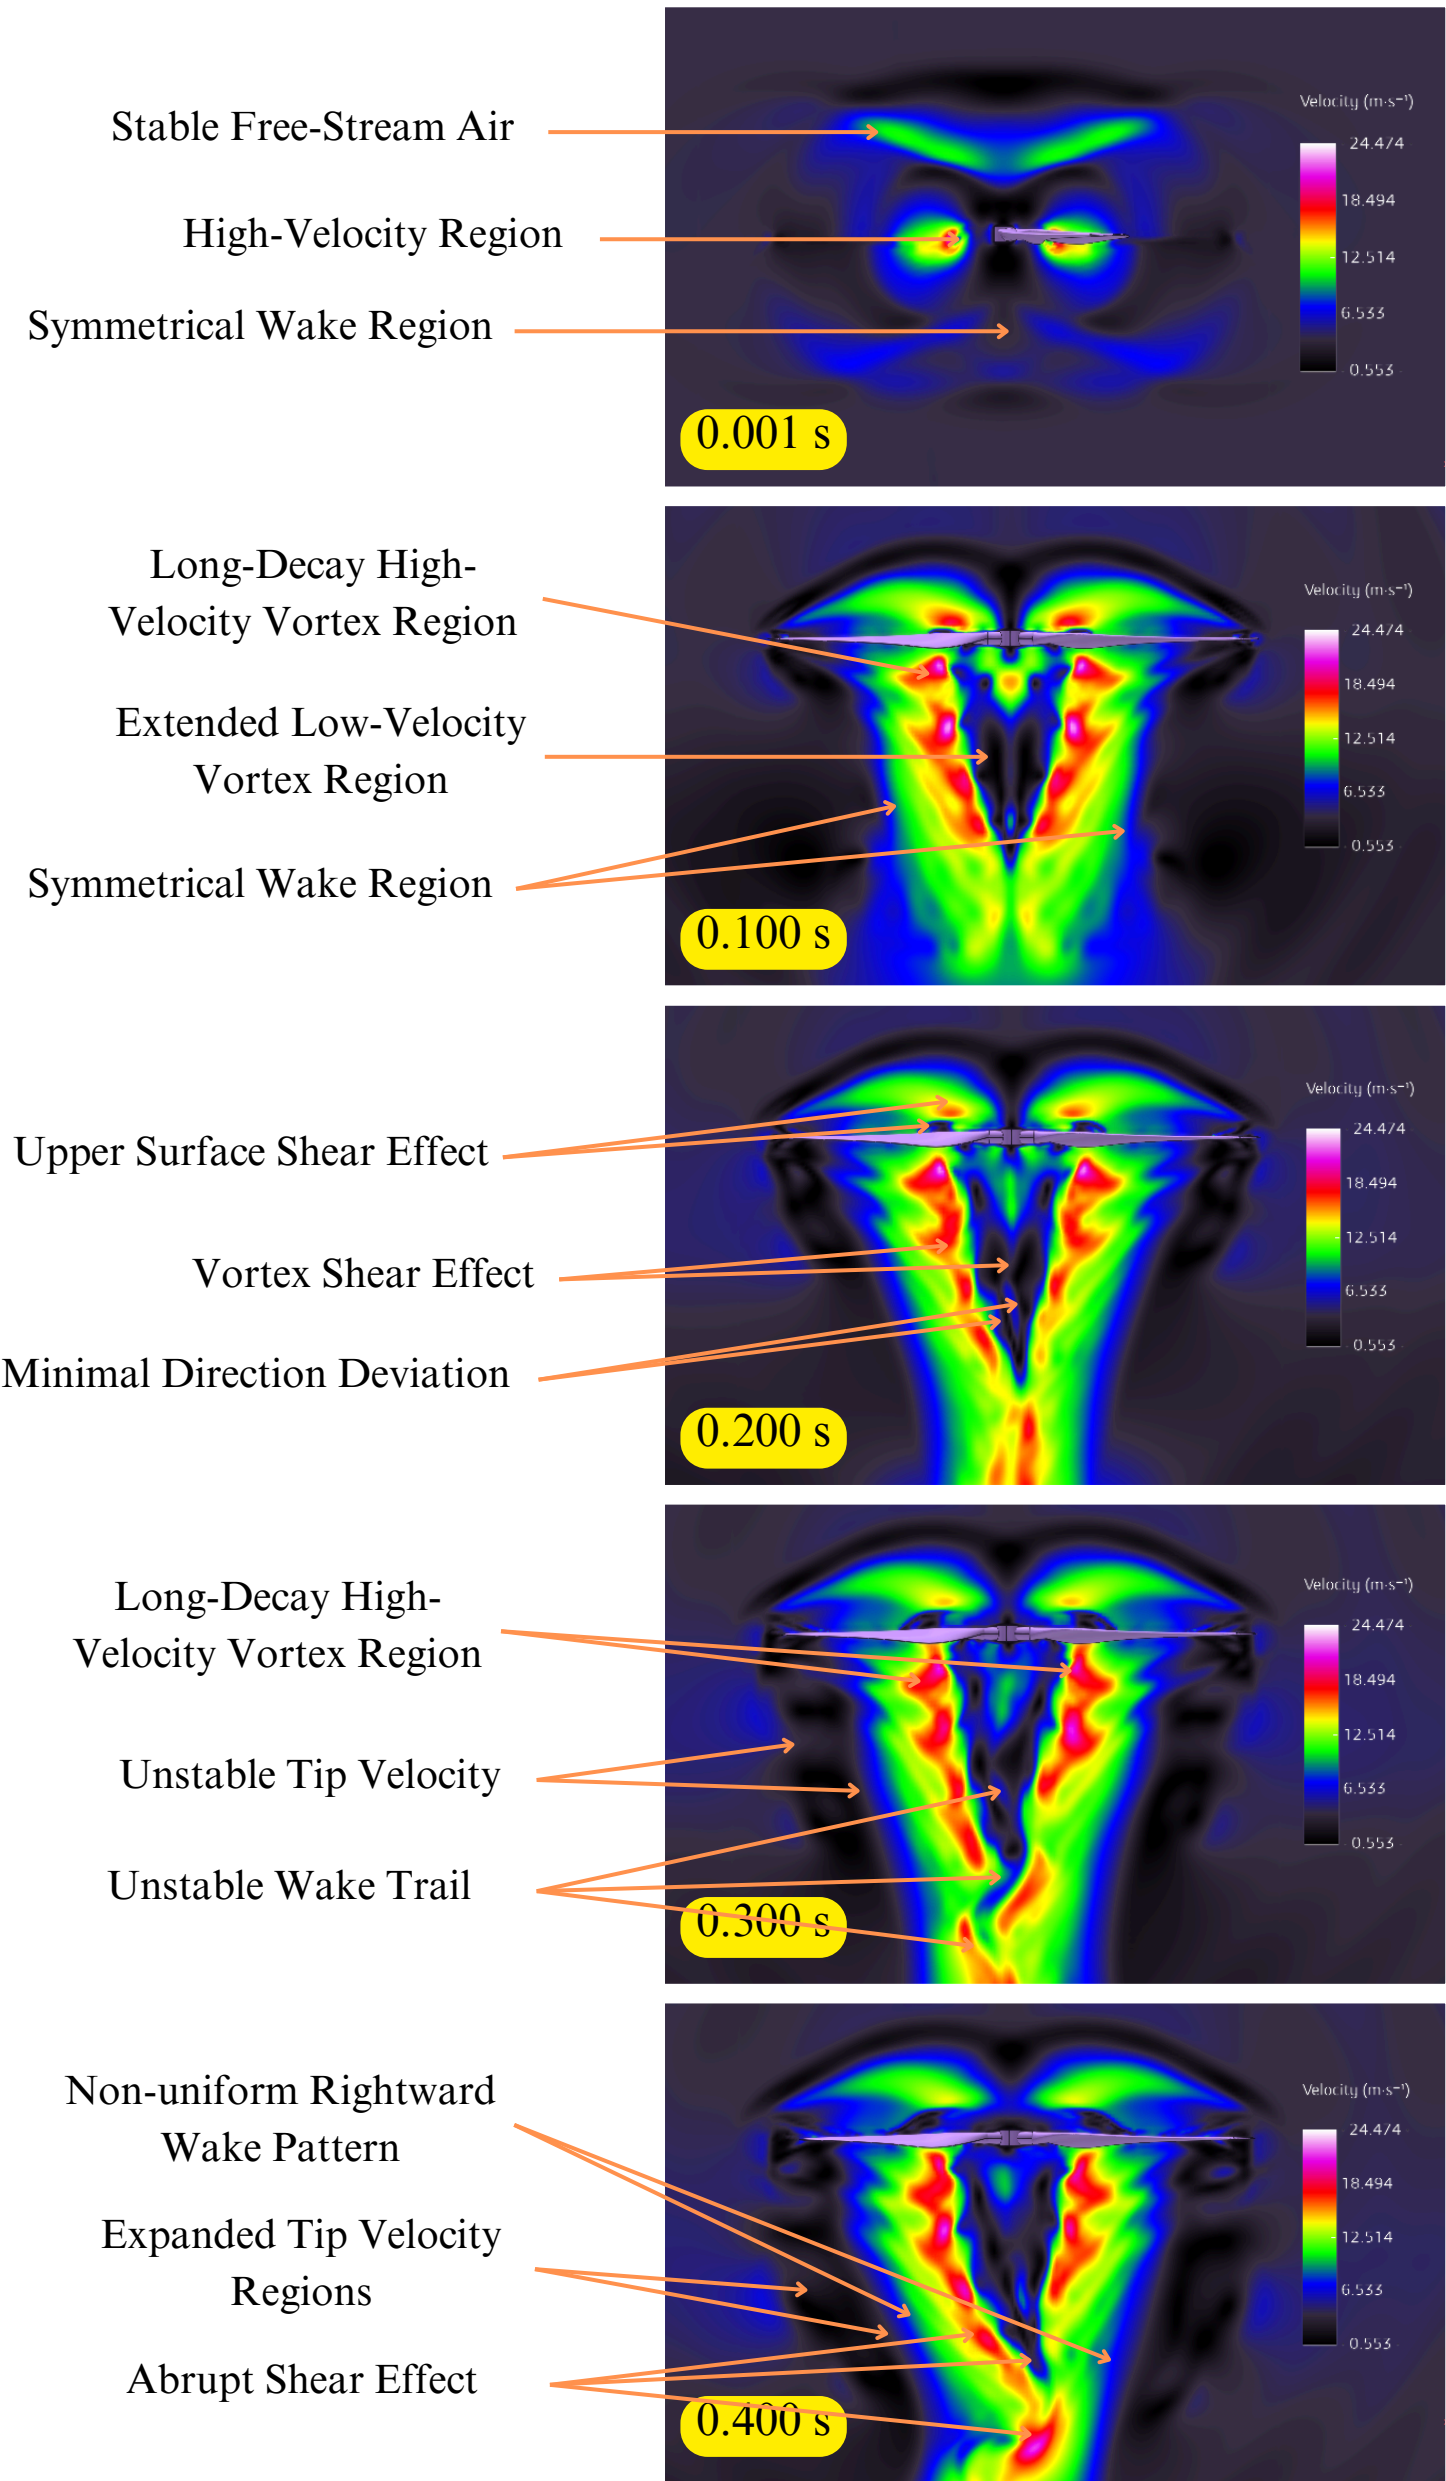 Stable Free-Stream Air
High-Velocity Region
Symmetrical Wake Region
Velocity (m·s⁻¹)
24.474
18.494
12.514
6.533
0.553
0.001 s
Long-Decay High-
Velocity Vortex Region
Extended Low-Velocity
Vortex Region
Symmetrical Wake Region
Velocity (m·s⁻¹)
24.474
18.494
12.514
6.533
0.553
0.100 s
Upper Surface Shear Effect
Vortex Shear Effect
Minimal Direction Deviation
Velocity (m·s⁻¹)
24.474
18.494
12.514
6.533
0.553
0.200 s
Long-Decay High-
Velocity Vortex Region
Unstable Tip Velocity
Unstable Wake Trail
Velocity (m·s⁻¹)
24.474
18.494
12.514
6.533
0.553
0.300 s
Non-uniform Rightward
Wake Pattern
Expanded Tip Velocity
Regions
Abrupt Shear Effect
Velocity (m·s⁻¹)
24.474
18.494
12.514
6.533
0.553
0.400 s